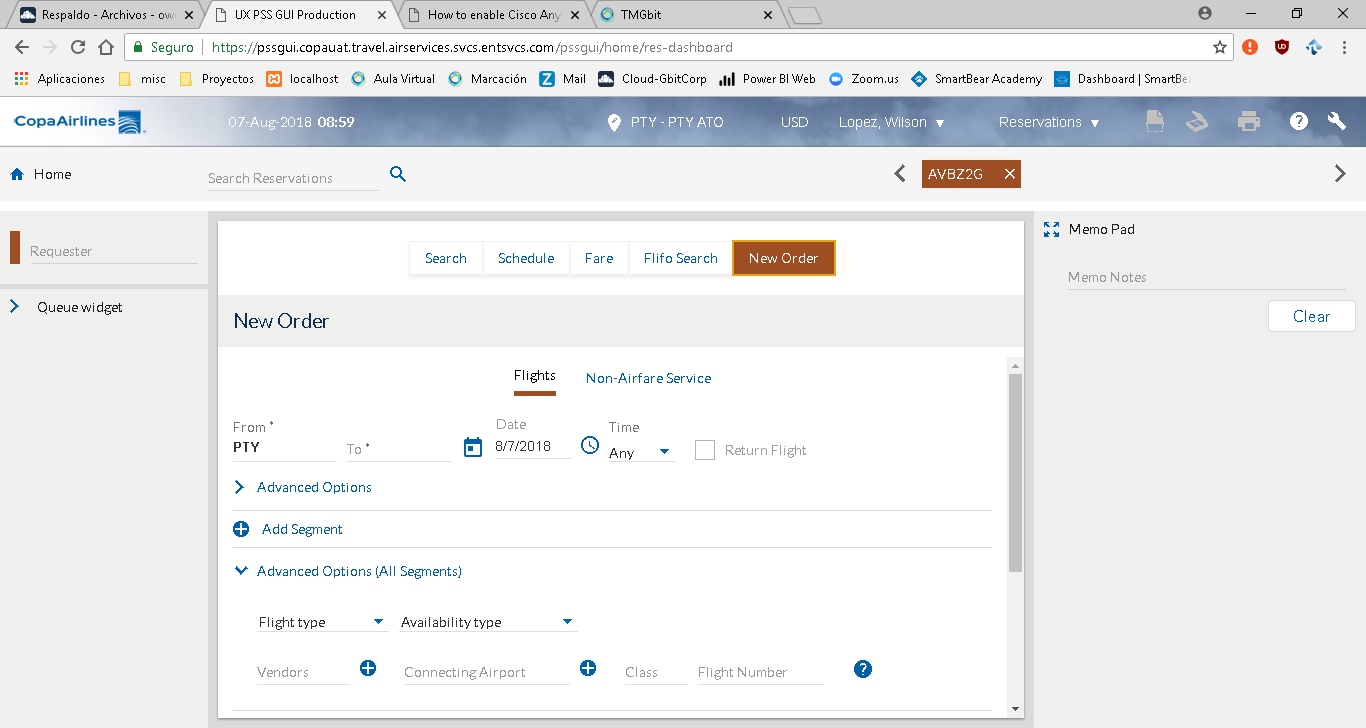 Respaldo - Archivos - ow
UX PSS GUI Production
How to enable Cisco Any
TMGbit
Seguro
https://pssgui.copauat.travel.airservices.svcs.entsvcs.com/pssgui/home/res-dashboard
Aplicaciones misc Proyectos localhost Aula Virtual Marcación Mail Cloud-GbitCorp Power BI Web Zoom.us SmartBear Academy Dashboard | SmartBe
CopaAirlines 07-Aug-2018 08:59 PTY - PTY ATO USD Lopez, Wilson Reservations
Home Search Reservations AVBZ2G
Requester
Queue widget
Search Schedule Fare Flifo Search New Order
New Order
Flights Non-Airfare Service
From * To * Date Time
PTY 8/7/2018 Any Return Flight
Advanced Options
Add Segment
Advanced Options (All Segments)
Flight type Availability type
Vendors Connecting Airport Class Flight Number
Memo Pad
Memo Notes
Clear